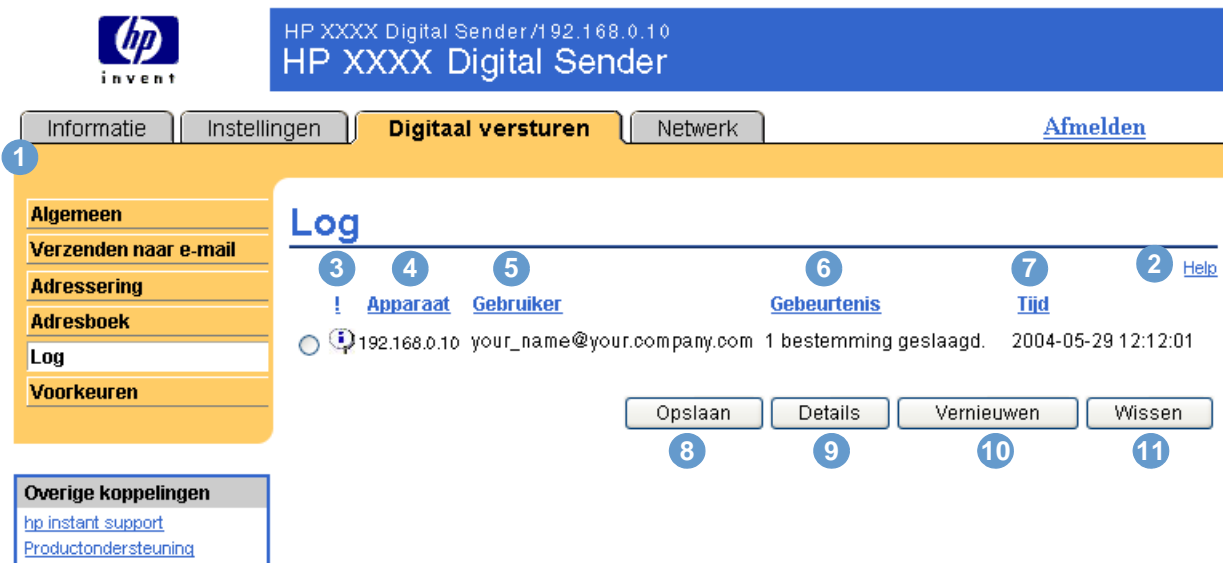 hp
invent
HP XXXX Digital Sender/192.168.0.10
HP XXXX Digital Sender
Informatie Instellingen Digitaal versturen Netwerk Afmelden
1
Algemeen
Verzenden naar e-mail
Adressering
Adresboek
Log
Voorkeuren
Log
3 4 5 6 7 2 Help
! Apparaat Gebruiker Gebeurtenis Tijd
192.168.0.10 your_name@your.company.com 1 bestemming geslaagd. 2004-05-29 12:12:01
Opslaan Details Vernieuwen Wissen
8 9 10 11
Overige koppelingen
hp instant support
Productondersteuning